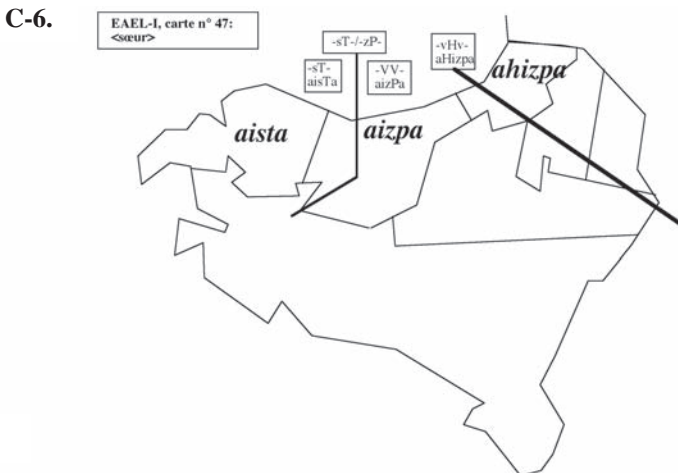 C-6.
EAEL-I, carte n° 47:
<sœur>
-sT-/-zP-
-sT-
aisTa
-VV-
aizPa
-vHv-
aHizpa
aista
aizpa
ahizpa